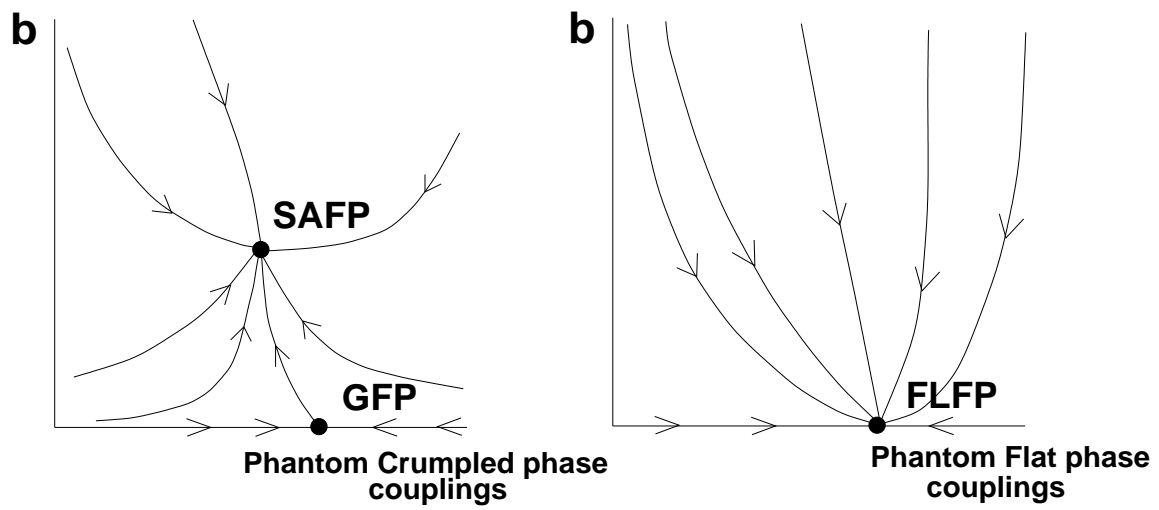 b
SAFP
GFP
Phantom Crumpled phase
couplings
b
FLFP
Phantom Flat phase
couplings